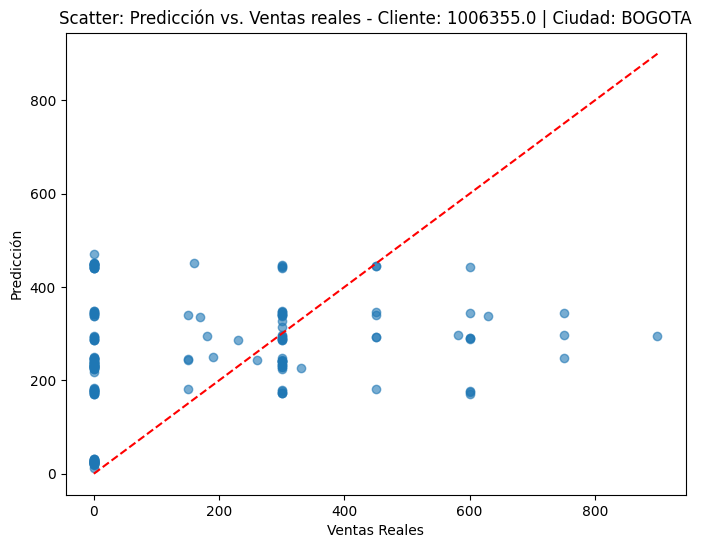 Scatter: Predicción vs. Ventas reales - Cliente: 1006355.0 | Ciudad: BOGOTA
800
600
400
200
0
Predicción
0 200 400 600 800
Ventas Reales